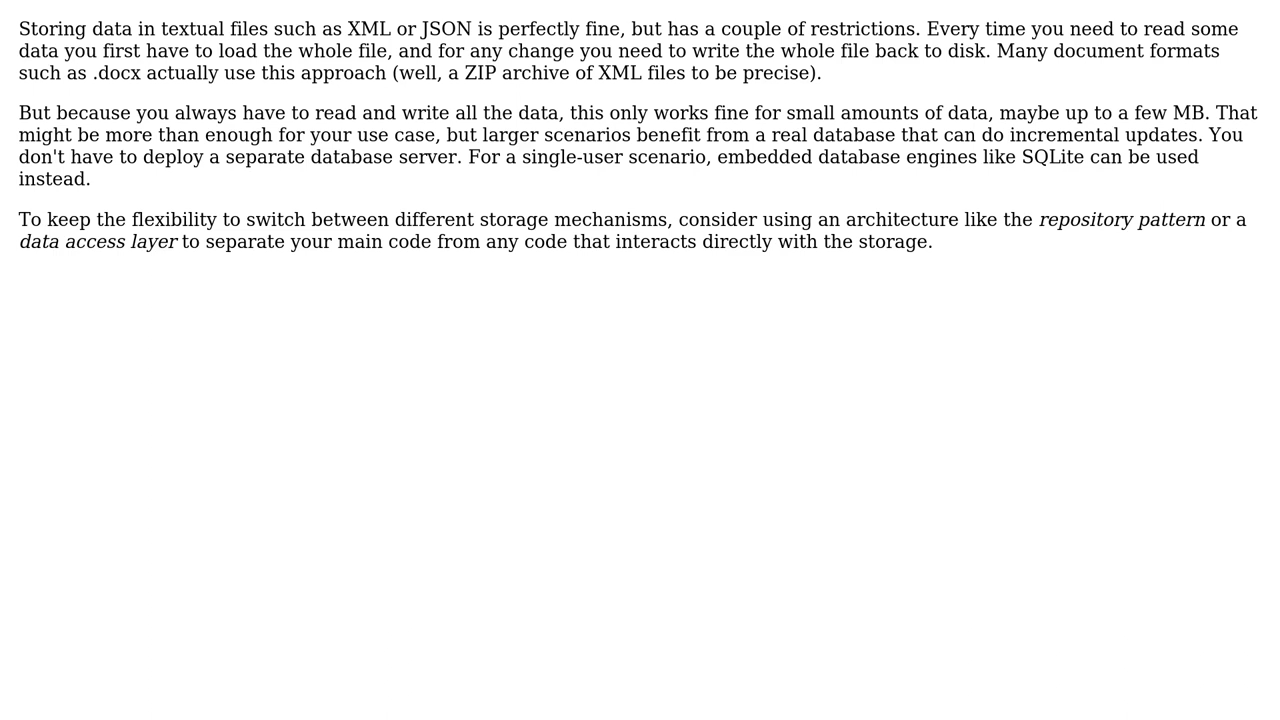 Storing data in textual files such as XML or JSON is perfectly fine, but has a couple of restrictions. Every time you need to read some
data you first have to load the whole file, and for any change you need to write the whole file back to disk. Many document formats
such as .docx actually use this approach (well, a ZIP archive of XML files to be precise).
But because you always have to read and write all the data, this only works fine for small amounts of data, maybe up to a few MB. That
might be more than enough for your use case, but larger scenarios benefit from a real database that can do incremental updates. You
don't have to deploy a separate database server. For a single-user scenario, embedded database engines like SQLite can be used
instead.
To keep the flexibility to switch between different storage mechanisms, consider using an architecture like the repository pattern or a
data access layer to separate your main code from any code that interacts directly with the storage.